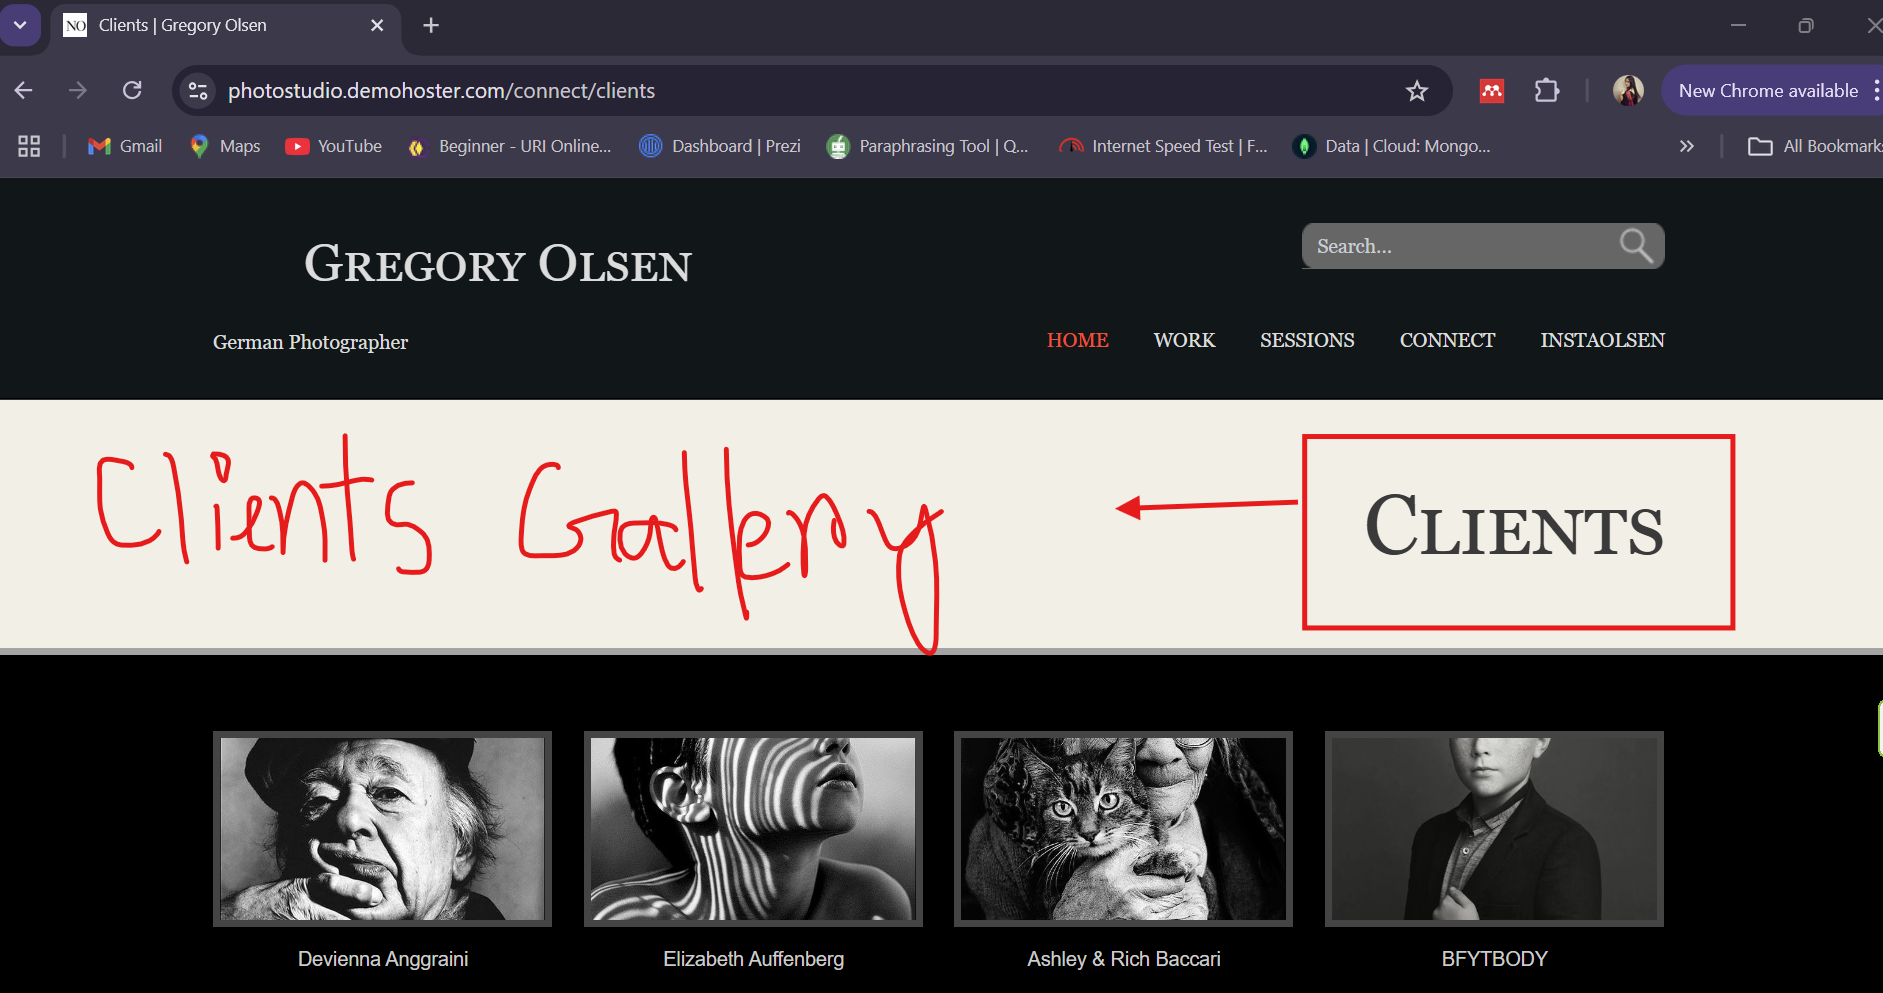 NO Clients | Gregory Olsen
photostudio.demohoster.com/connect/clients
New Chrome available
Gmail Maps YouTube Beginner - URI Online... Dashboard | Prezi Paraphrasing Tool | Q... Internet Speed Test | F... Data | Cloud: Mongo... All Bookmarks
GREGORY OLSEN
Search...
German Photographer
HOME WORK SESSIONS CONNECT INSTAOLSEN
Clients Gallery
CLIENTS
Devienna Anggraini Elizabeth Auffenberg Ashley & Rich Baccari BFYTBODY